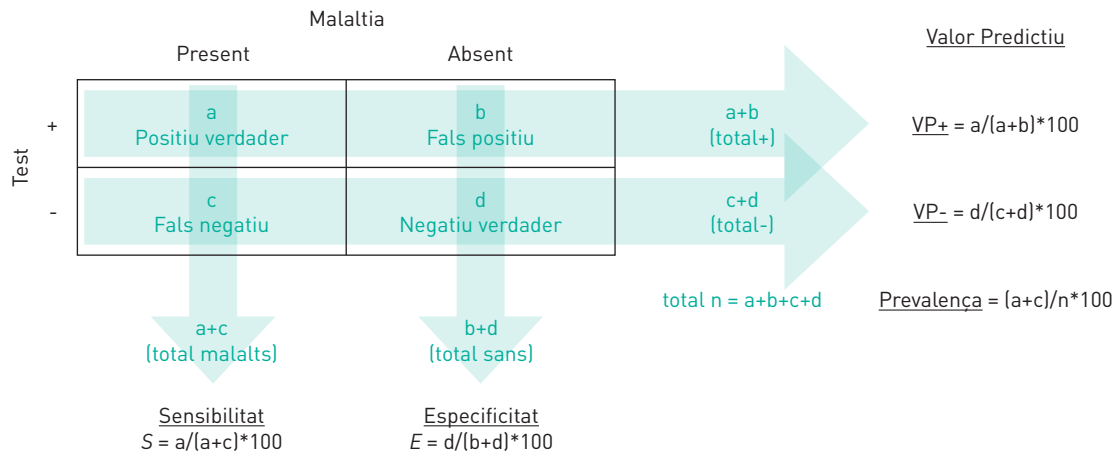 Malaltia
Present
Absent
Valor Predictiu
Test
+
a
Positiu verdader
b
Fals positiu
a+b
(total+)
VP+ = a/(a+b)*100
-
c
Fals negatiu
d
Negatiu verdader
c+d
(total-)
VP- = d/(c+d)*100
total n = a+b+c+d
Prevalença = (a+c)/n*100
a+c
(total malalts)
b+d
(total sans)
Sensibilitat
S = a/(a+c)*100
Especificitat
E = d/(b+d)*100